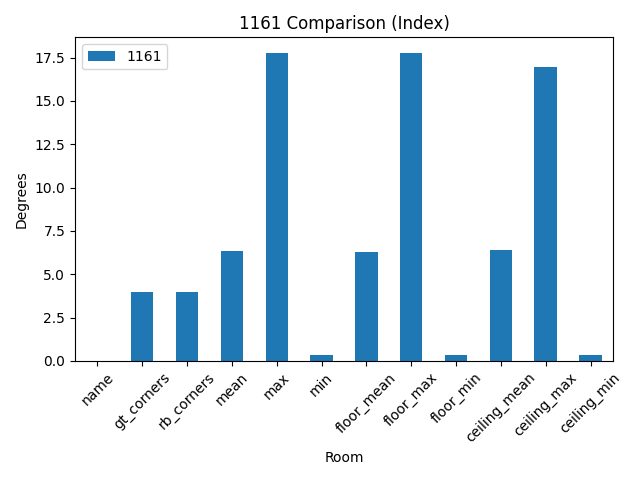 1161 Comparison (Index)
1161
Degrees
17.5
15.0
12.5
10.0
7.5
5.0
2.5
0.0
name
gt_corners
rb_corners
mean
max
min
floor_mean
floor_max
floor_min
ceiling_mean
ceiling_max
ceiling_min
Room